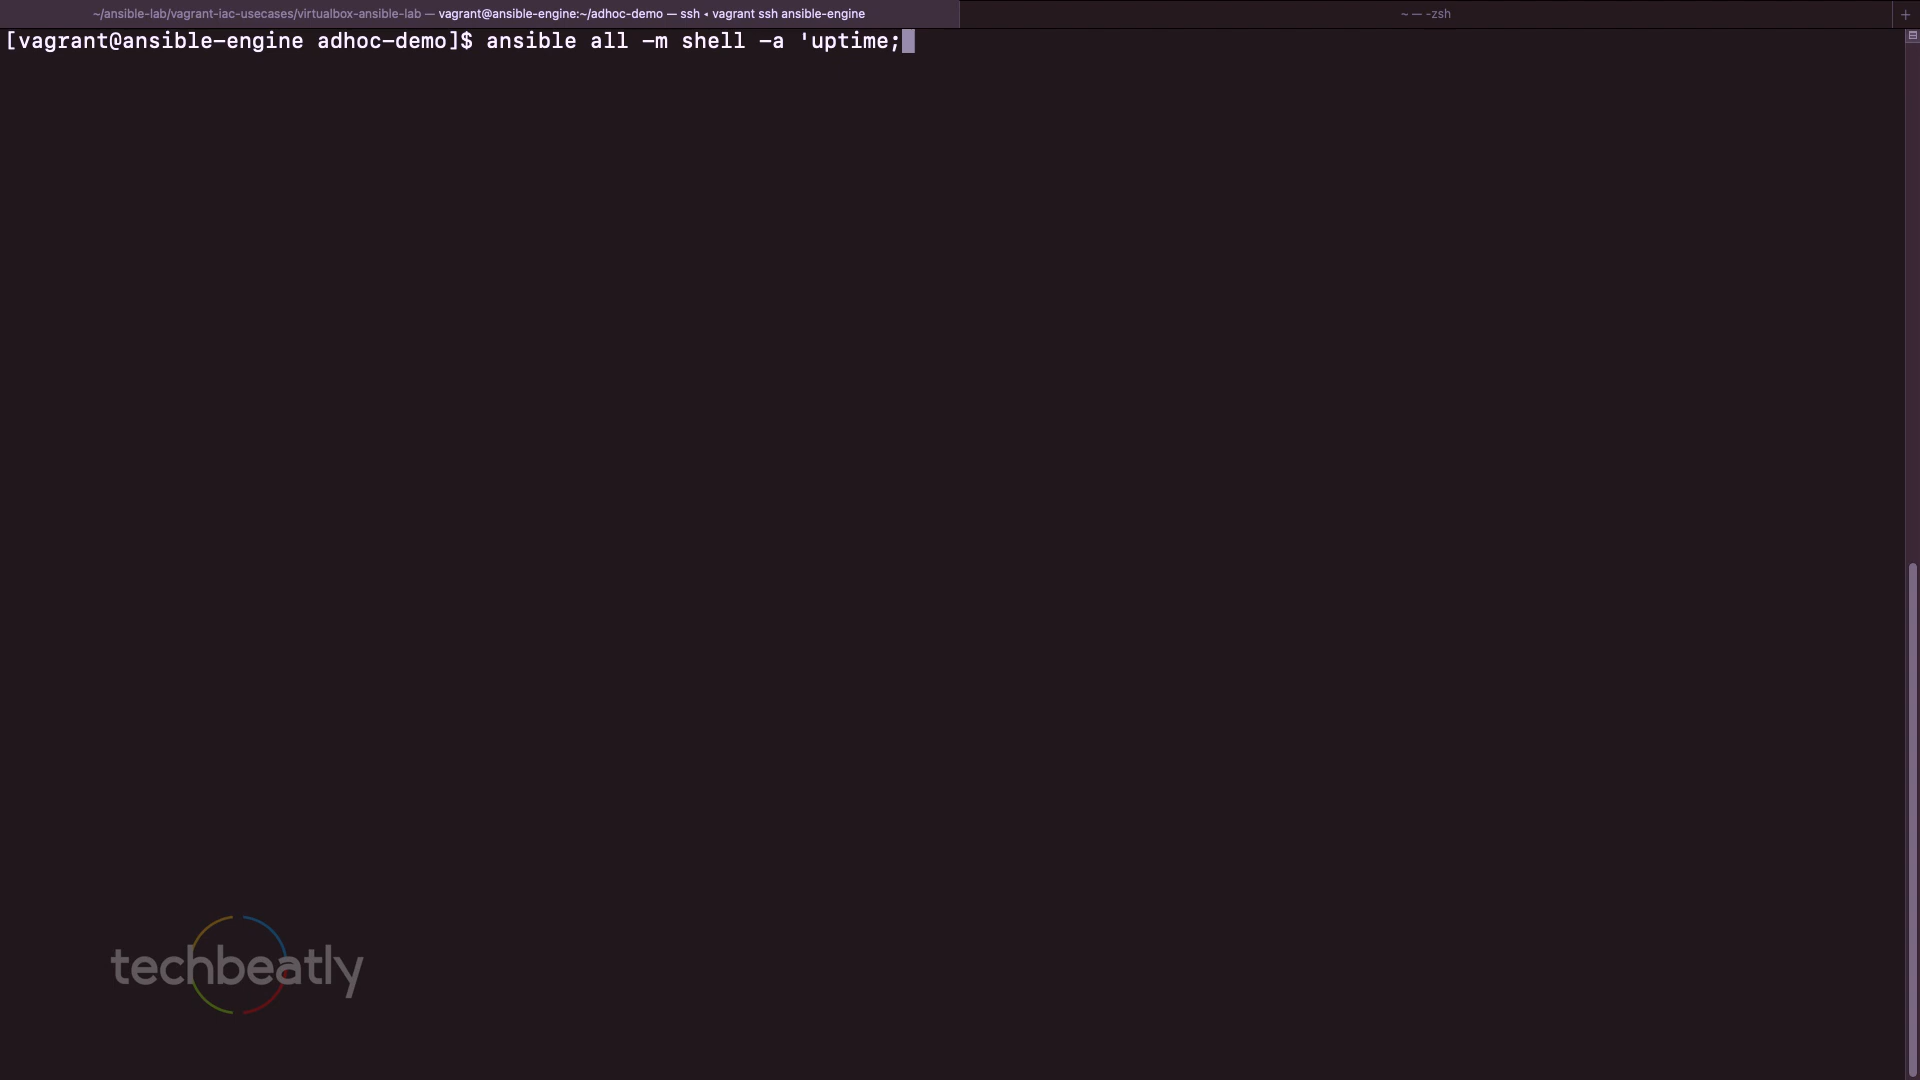 ~/ansible-lab/vagrant-iac-usecases/virtualbox-ansible-lab — vagrant@ansible-engine:~/adhoc-demo — ssh ◂ vagrant ssh ansible-engine
~ — -zsh
+
[vagrant@ansible-engine adhoc-demo]$ ansible all -m shell -a 'uptime;
techbeatly